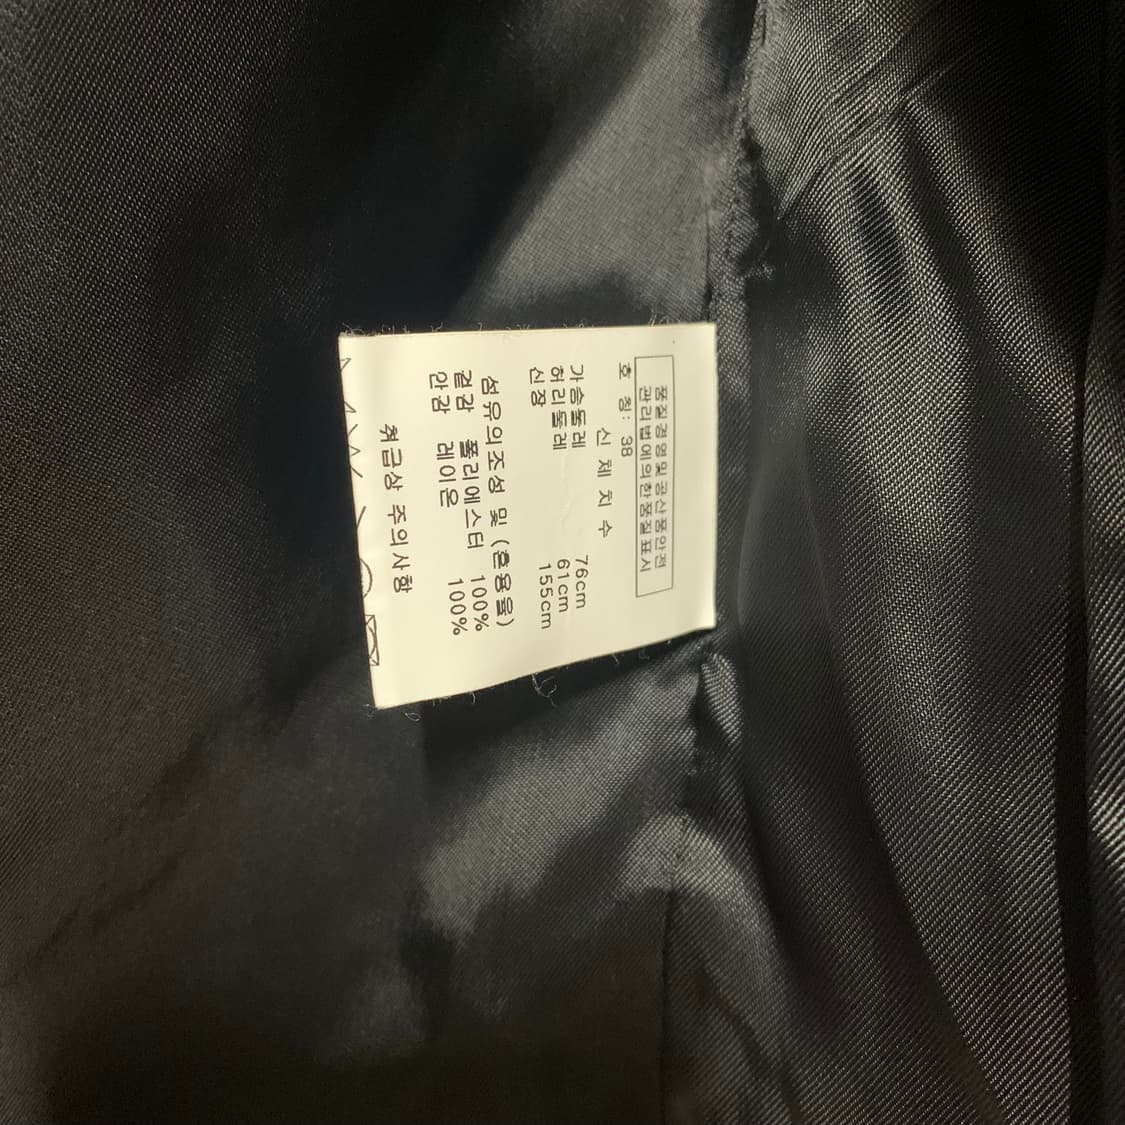 품질경영및공산품안전
관리법에의한품질표시
호 칭: 38
신 체 치 수
가슴둘레 76cm
허리둘레 61cm
신장 155cm
섬유의조성 및 (혼용율)
겉감 폴리에스터 100%
안감 레이온 100%
취급상 주의사항